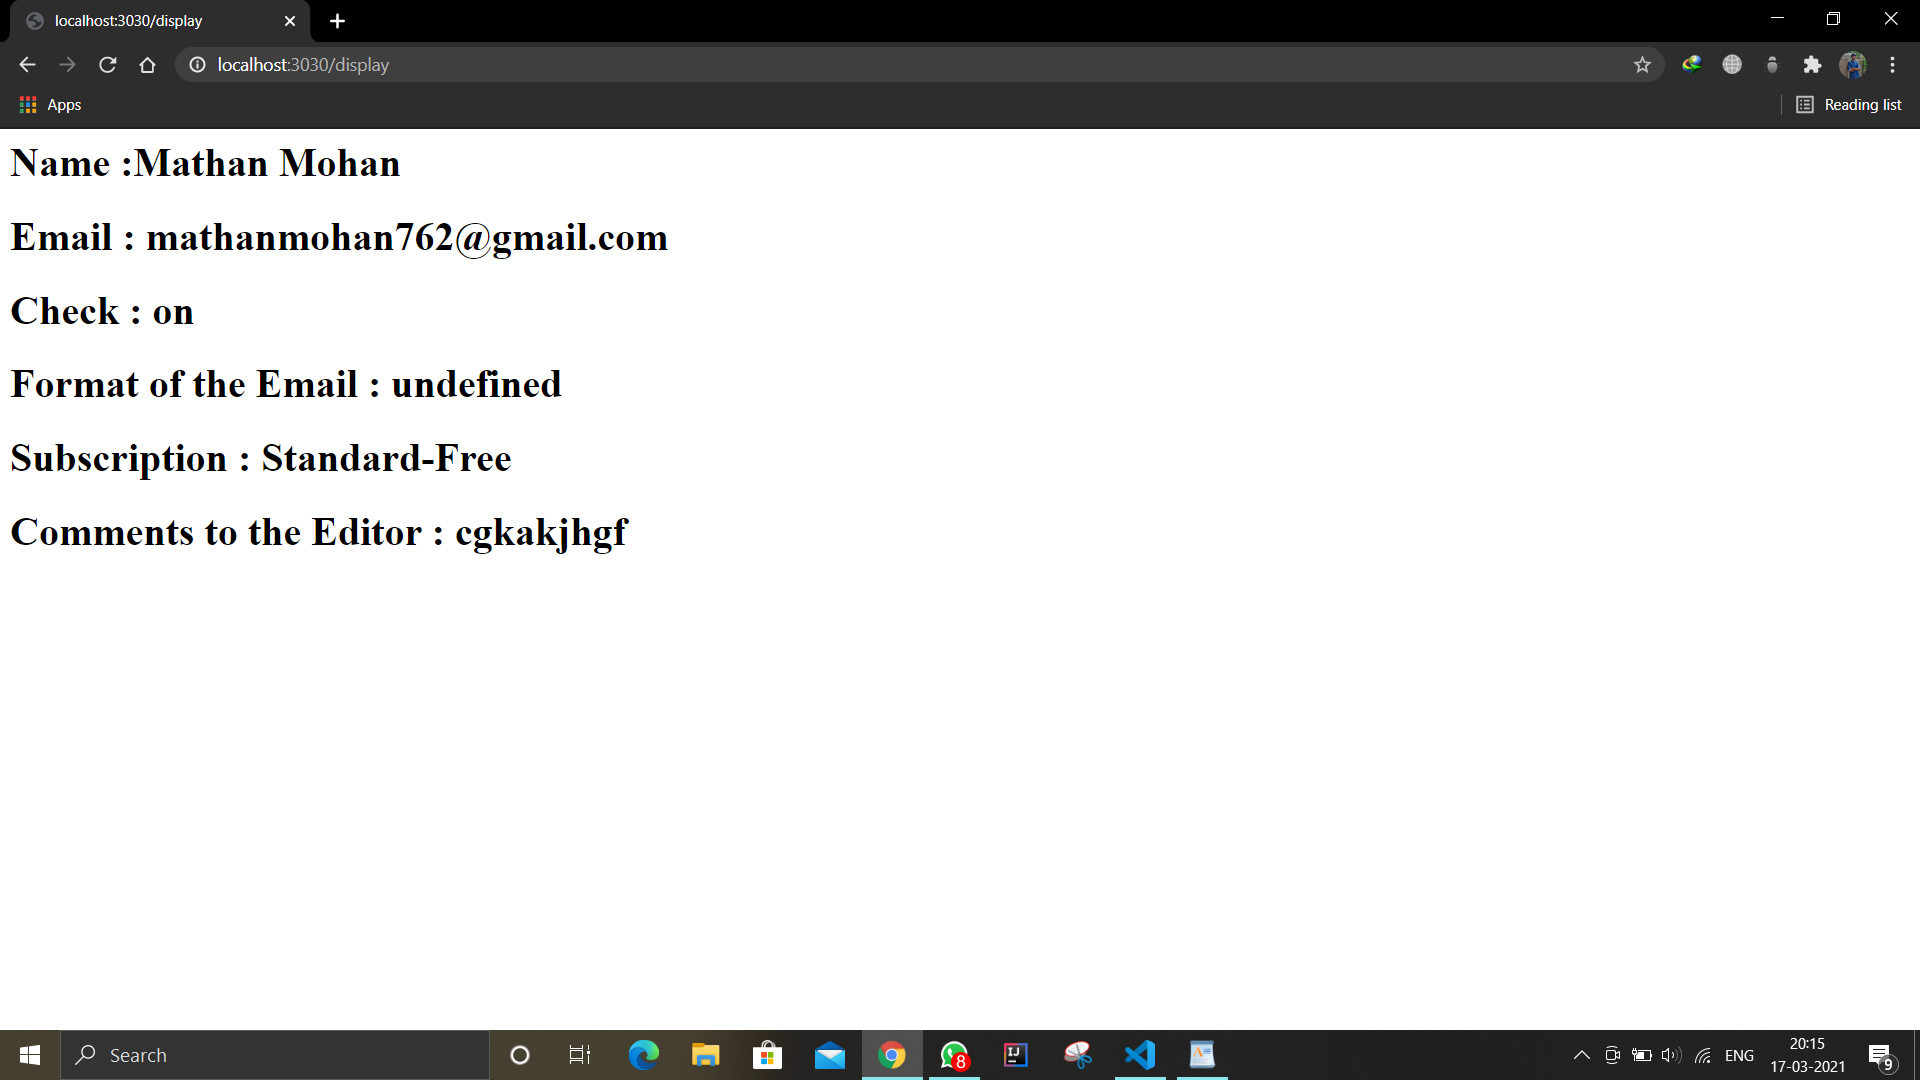 localhost:3030/display
localhost:3030/display
Apps
Reading list
Name :Mathan Mohan
Email : mathanmohan762@gmail.com
Check : on
Format of the Email : undefined
Subscription : Standard-Free
Comments to the Editor : cgkakjhgf
Search
8
IJ
ENG
20:15
17-03-2021
9